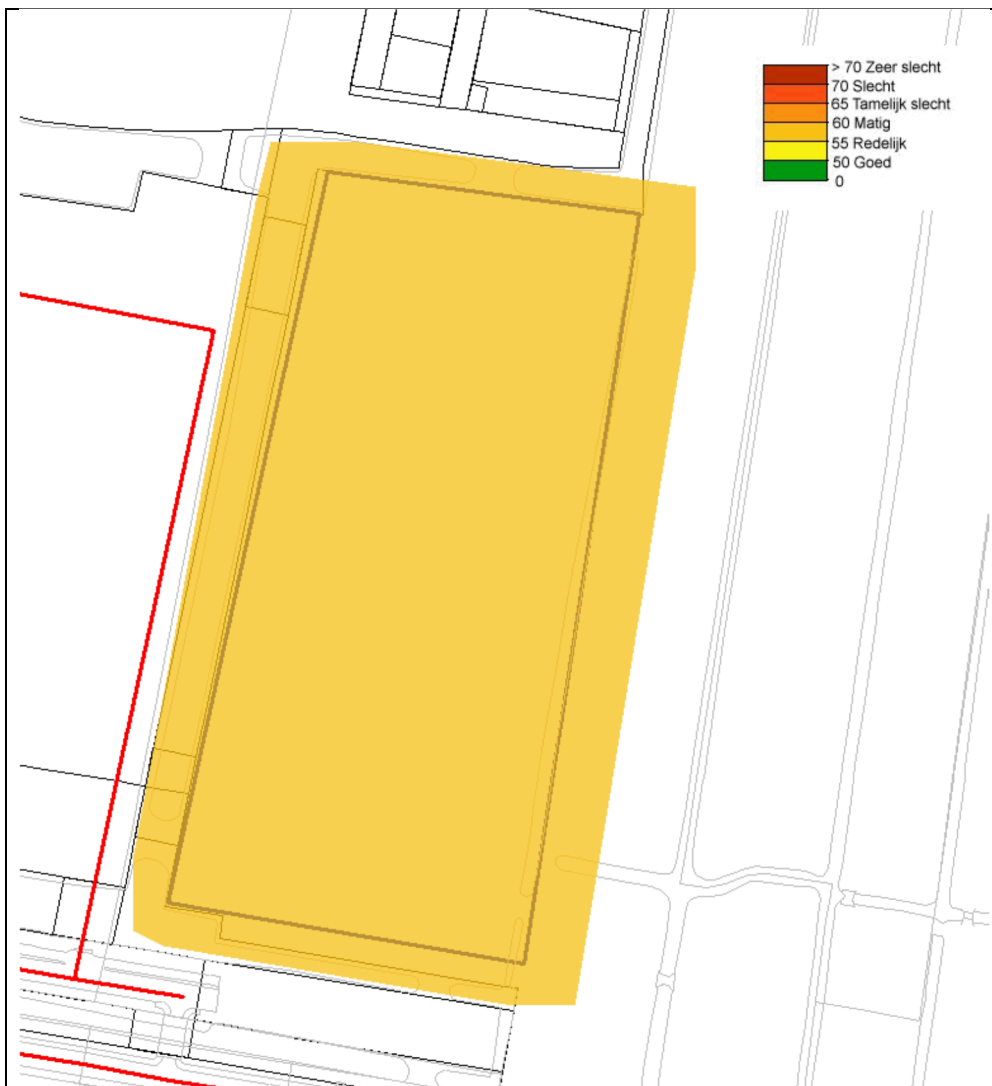 > 70 Zeer slecht
70 Slecht
65 Tamelijk slecht
60 Matig
55 Redelijk
50 Goed
0